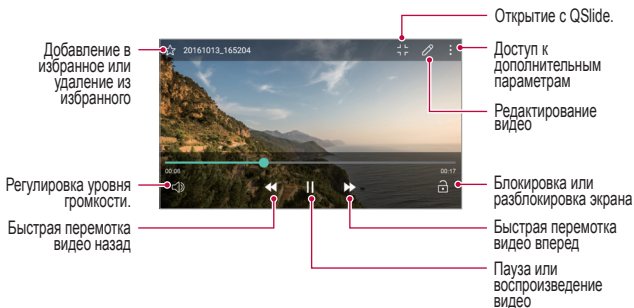 Открытие с QSlide.
Добавление в
избранное или
удаление из
избранного
20161013_165204
Доступ к
дополнительным
параметрам
Редактирование
видео
00:06
00:17
Регулировка уровня
громкости.
Блокировка или
разблокировка экрана
Быстрая перемотка
видео назад
Быстрая перемотка
видео вперед
Пауза или
воспроизведение
видео